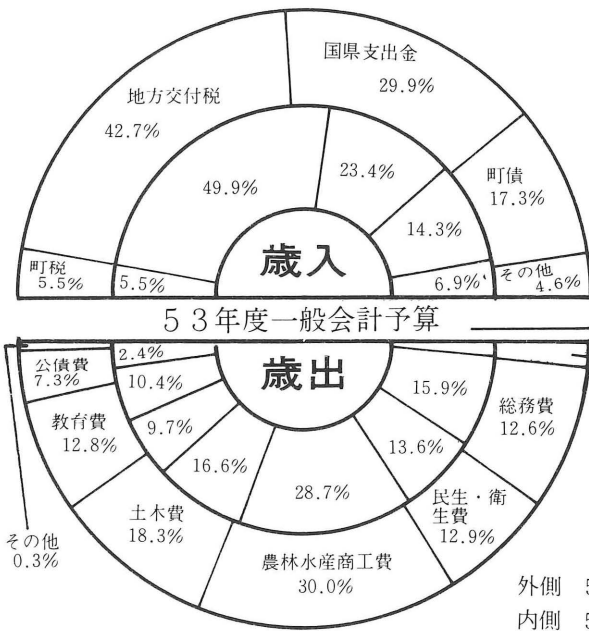 国県支出金
29.9%
地方交付税
42.7%
町債
17.3%
その他
4.6%
町税
5.5%
49.9%
23.4%
14.3%
6.9%
5.5%
歳入
53年度一般会計予算
歳出
公債費
7.3%
教育費
12.8%
土木費
18.3%
農林水産商工費
30.0%
民生・衛
生費
12.9%
総務費
12.6%
その他
0.3%
2.4%
10.4%
9.7%
16.6%
28.7%
13.6%
15.9%
外側 5
内側 5